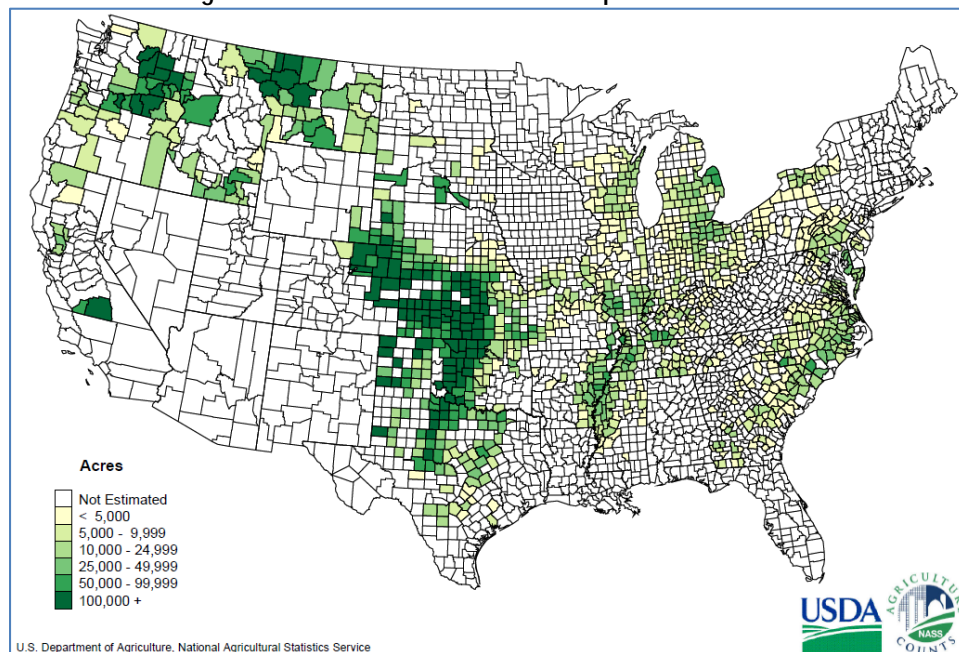 Acres
Not Estimated
< 5,000
5,000 - 9,999
10,000 - 24,999
25,000 - 49,999
50,000 - 99,999
100,000 +
USDA
AGRICULTURE
NASS
COUNTS
U.S. Department of Agriculture, National Agricultural Statistics Service